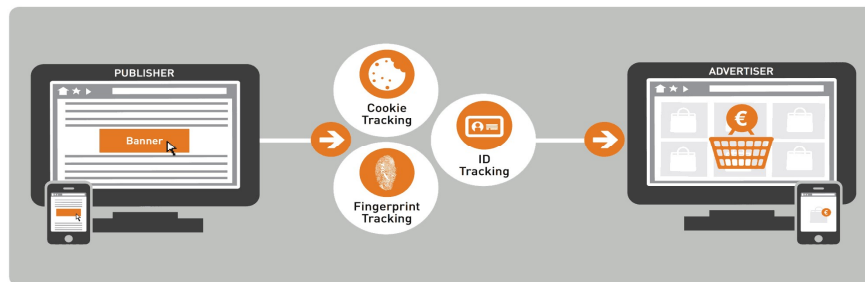 PUBLISHER
Banner
Cookie
Tracking
Fingerprint
Tracking
ID
Tracking
ADVERTISER
€